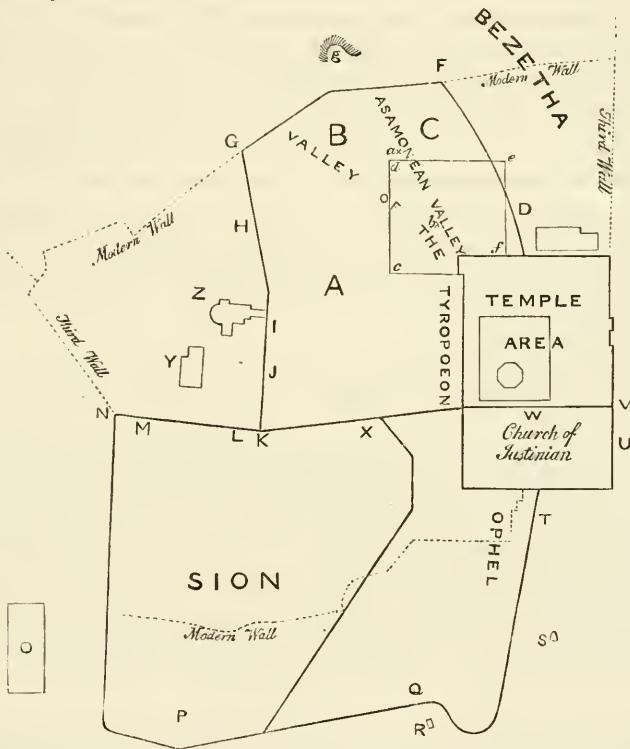 BEZETHA
g
F
Modern Wall
ASAMONEAN VALLEY
C
B
VALLEY
G
a
e
d
Third Wall
D
H
b
THE
f
c
A
TEMPLE
AREA
TYROPOEON
Modern Wall
Z
I
Third Wall
Y
J
N
M
L
K
X
W
V
U
Church of
Justinian
T
OPHEL
SION
Modern Wall
O
S
P
Q
R